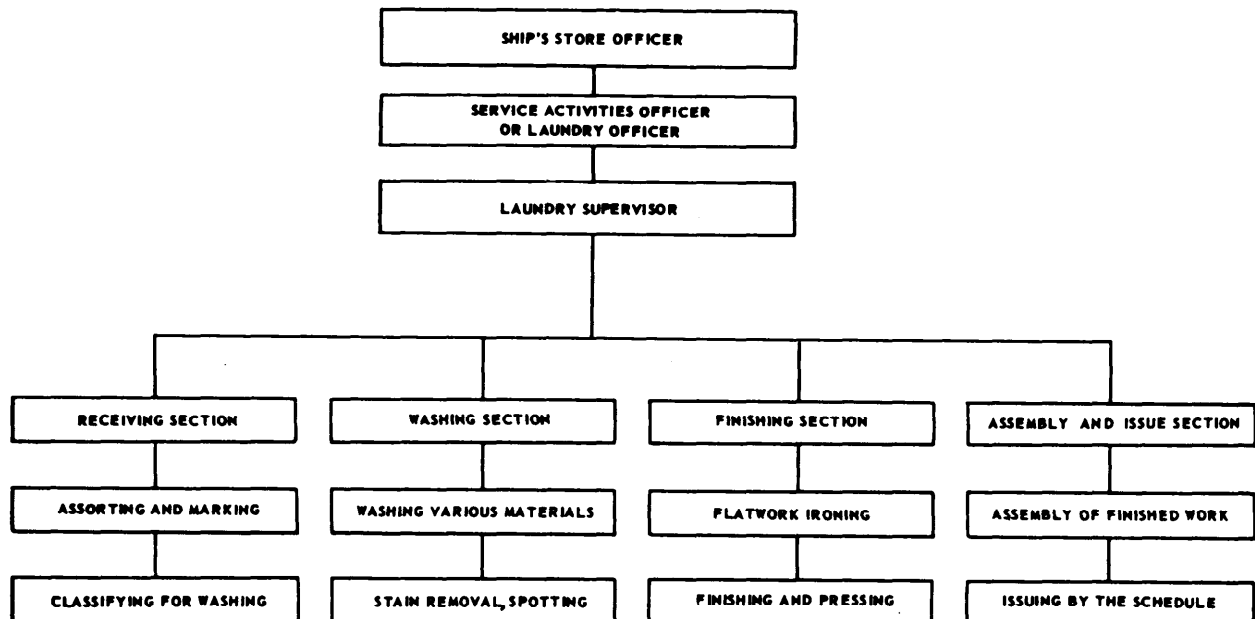 SHIP'S STORE OFFICER
SERVICE ACTIVITIES OFFICER
OR LAUNDRY OFFICER
LAUNDRY SUPERVISOR
RECEIVING SECTION
WASHING SECTION
FINISHING SECTION
ASSEMBLY AND ISSUE SECTION
ASSORTING AND MARKING
WASHING VARIOUS MATERIALS
FLATWORK IRONING
ASSEMBLY OF FINISHED WORK
CLASSIFYING FOR WASHING
STAIN REMOVAL, SPOTTING
FINISHING AND PRESSING
ISSUING BY THE SCHEDULE